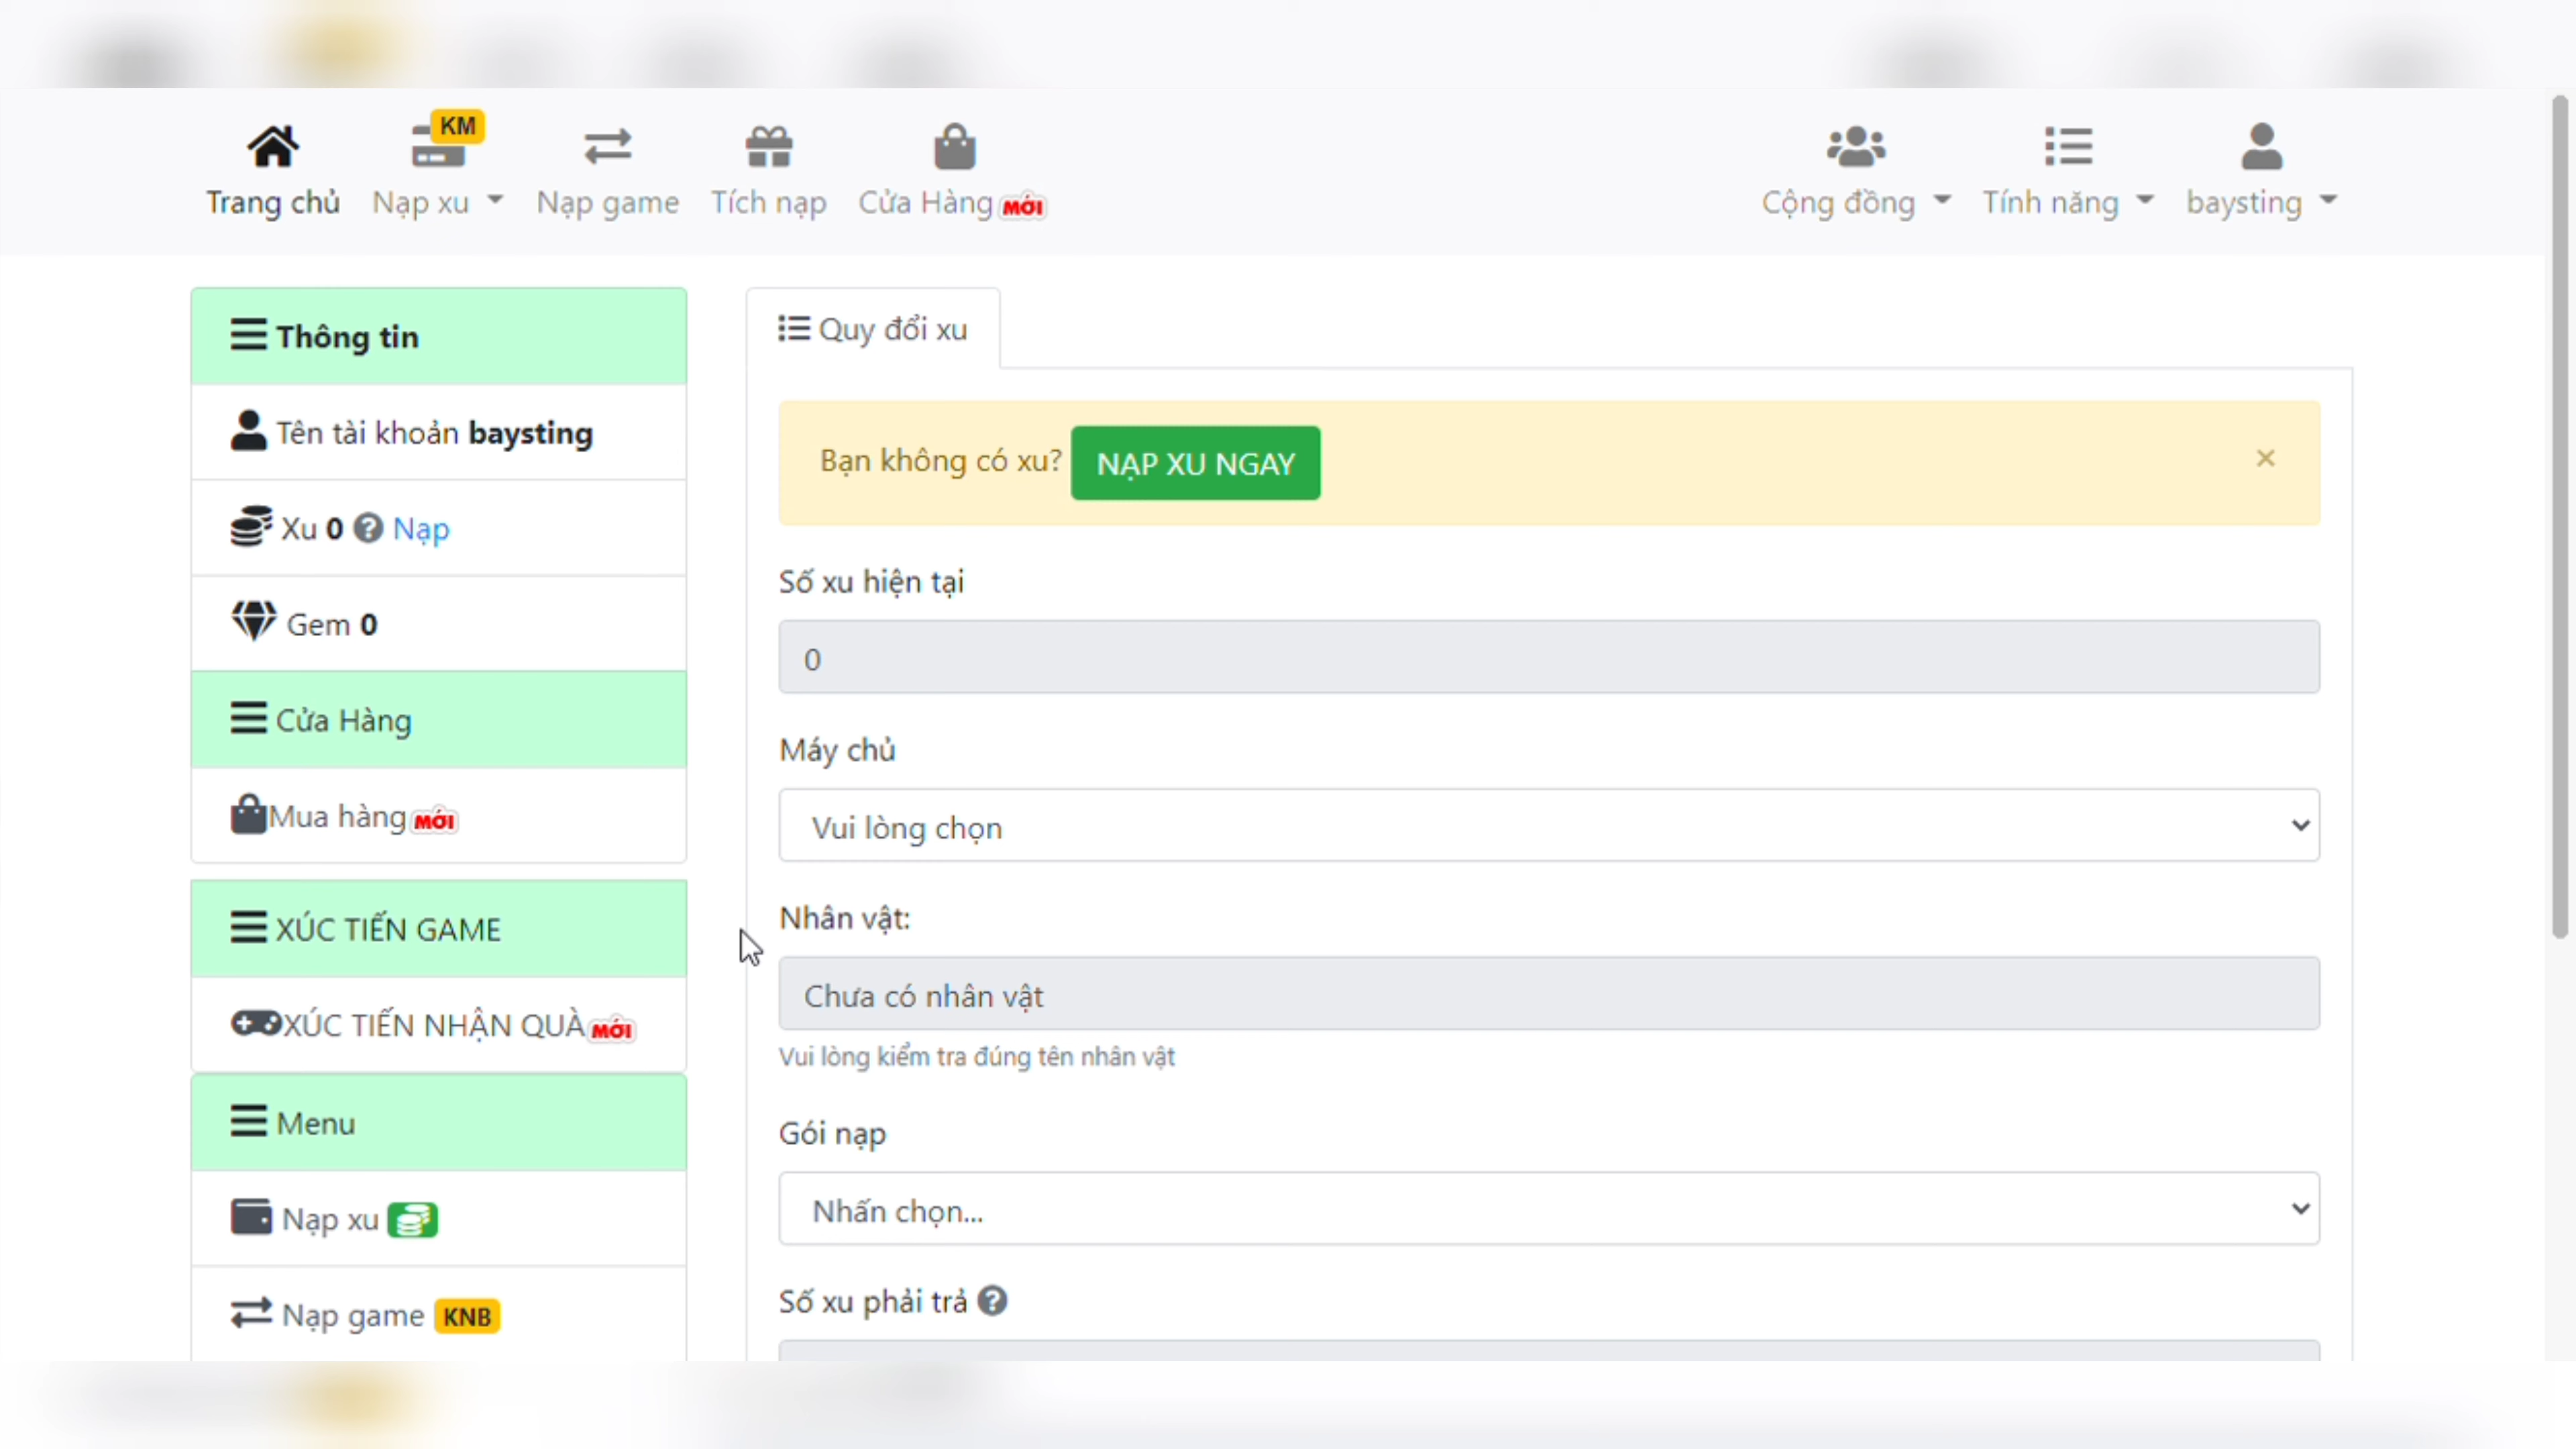 KM
Trang chủ Nạp xu Nạp game Tích nạp Cửa Hàng MỚI Cộng đồng Tính năng baysting
Thông tin
Tên tài khoản baysting
Xu 0 Nạp
Gem 0
Cửa Hàng
Mua hàng MỚI
XÚC TIẾN GAME
XÚC TIẾN NHẬN QUÀ MỚI
Menu
Nạp xu
Nạp game KNB
Quy đổi xu
Bạn không có xu? NẠP XU NGAY ×
Số xu hiện tại
0
Máy chủ
Vui lòng chọn
Nhân vật:
Chưa có nhân vật
Vui lòng kiểm tra đúng tên nhân vật
Gói nạp
Nhấn chọn...
Số xu phải trả ?